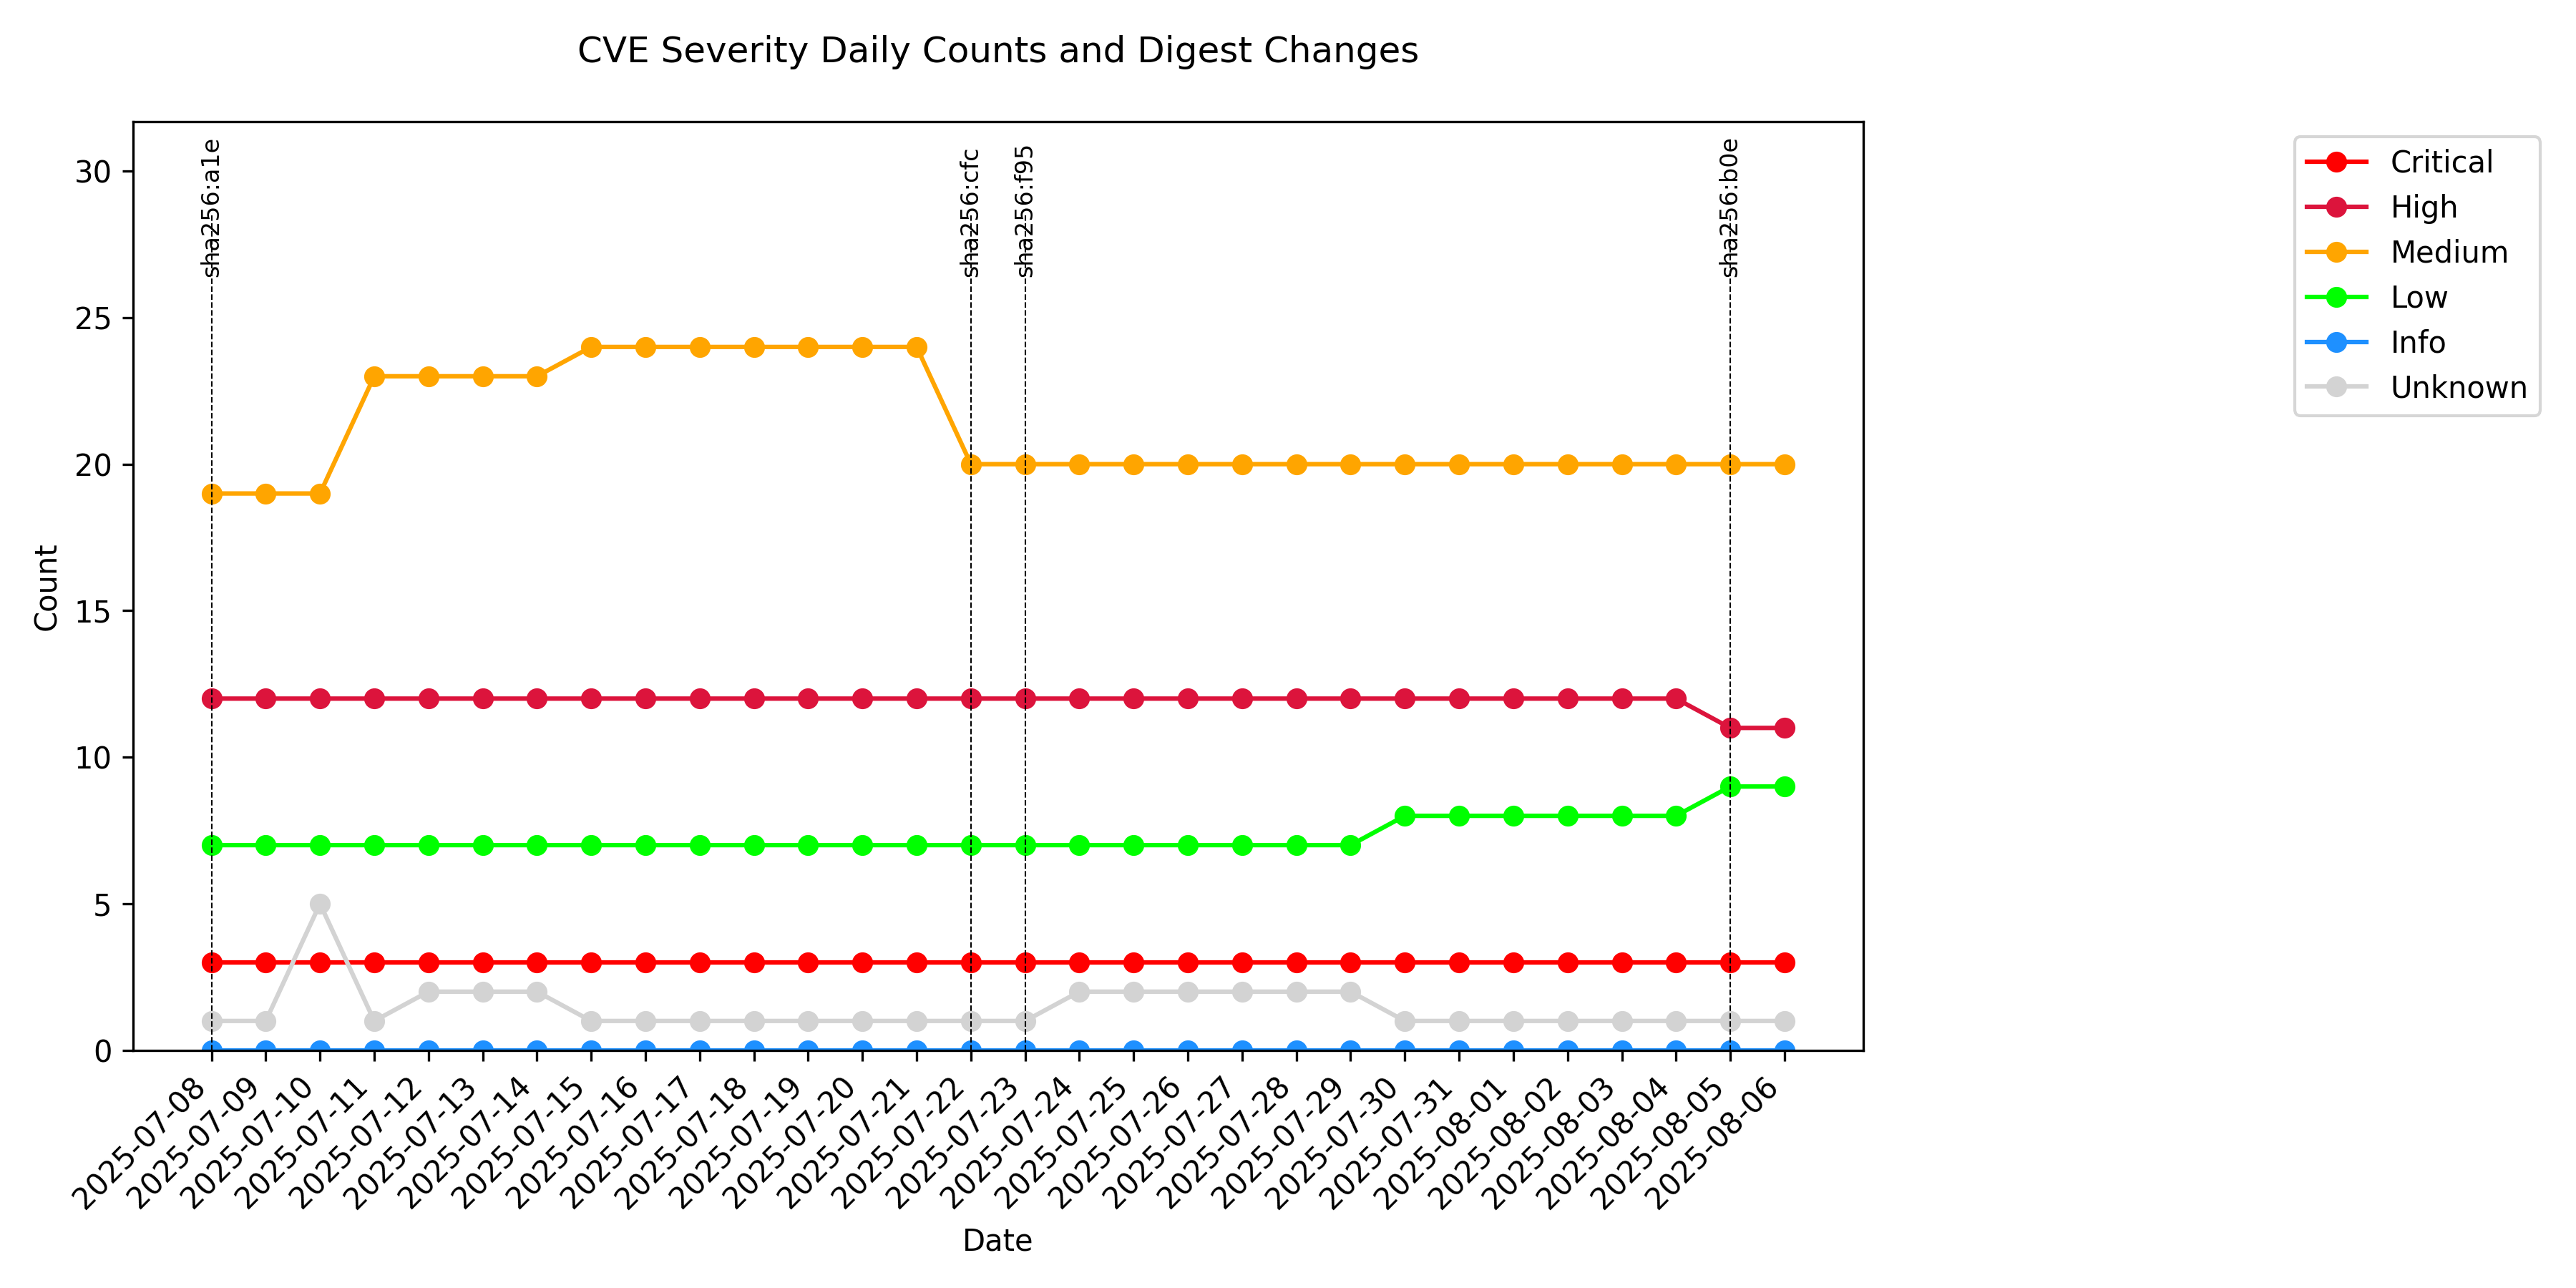 CVE Severity Daily Counts and Digest Changes
sha256:a1e
sha256:cfc
sha256:f95
sha256:b0e
Critical
High
Medium
Low
Info
Unknown
Count
30
25
20
15
10
5
0
2025-07-08
2025-07-09
2025-07-10
2025-07-11
2025-07-12
2025-07-13
2025-07-14
2025-07-15
2025-07-16
2025-07-17
2025-07-18
2025-07-19
2025-07-20
2025-07-21
2025-07-22
2025-07-23
2025-07-24
2025-07-25
2025-07-26
2025-07-27
2025-07-28
2025-07-29
2025-07-30
2025-07-31
2025-08-01
2025-08-02
2025-08-03
2025-08-04
2025-08-05
2025-08-06
Date